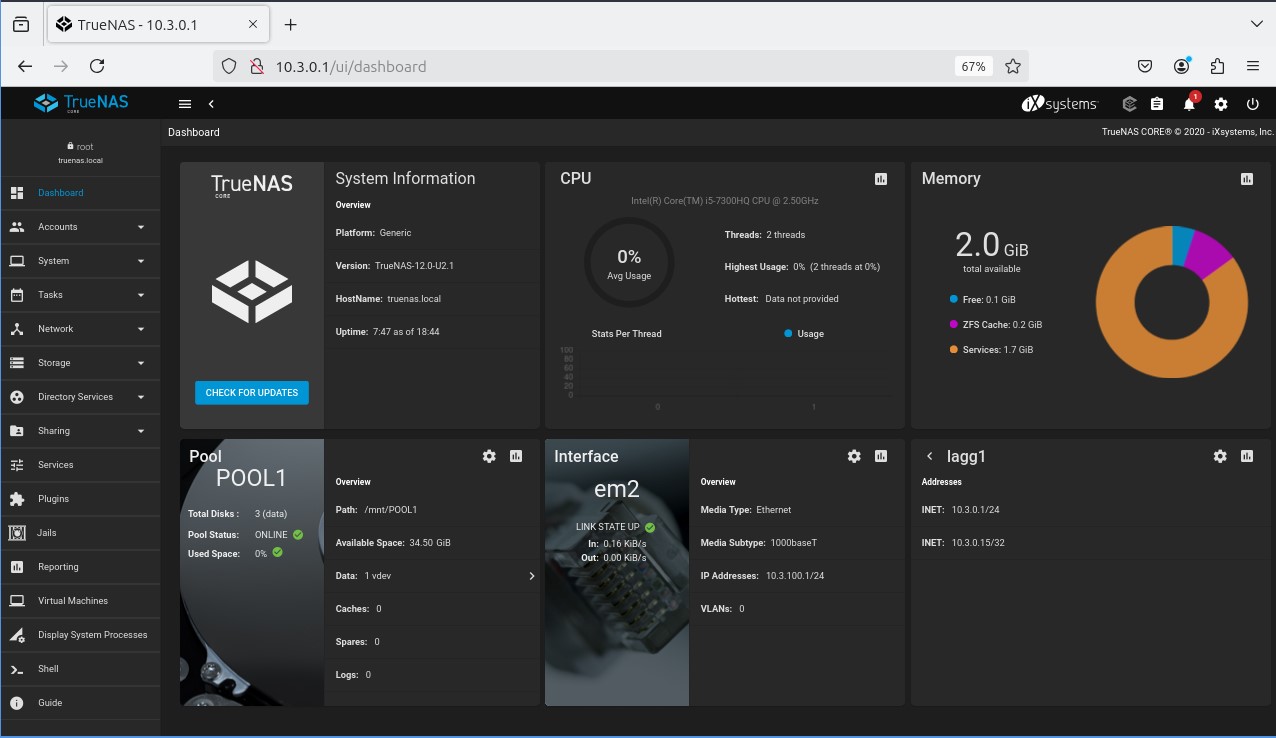 TrueNAS - 10.3.0.1
10.3.0.1/ui/dashboard
67%
TrueNAS
CORE
iXsystems
1
root
truenas.local
Dashboard
TrueNAS CORE® © 2020 - iXsystems, Inc.
Dashboard
Accounts
System
Tasks
Network
Storage
Directory Services
Sharing
Services
Plugins
Jails
Reporting
Virtual Machines
Display System Processes
Shell
Guide
TrueNAS
CORE
CHECK FOR UPDATES
System Information
Overview
Platform: Generic
Version: TrueNAS-12.0-U2.1
HostName: truenas.local
Uptime: 7:47 as of 18:44
CPU
Intel(R) Core(TM) i5-7300HQ CPU @ 2.50GHz
0%
Avg Usage
Threads: 2 threads
Highest Usage: 0% (2 threads at 0%)
Hottest: Data not provided
Stats Per Thread
Usage
100
80
60
40
20
0
0 1
Memory
2.0 GiB
total available
Free: 0.1 GiB
ZFS Cache: 0.2 GiB
Services: 1.7 GiB
Pool
POOL1
Total Disks : 3 (data)
Pool Status: ONLINE
Used Space: 0%
Overview
Path: /mnt/POOL1
Available Space: 34.50 GiB
Data: 1 vdev
Caches: 0
Spares: 0
Logs: 0
Interface
em2
LINK STATE UP
In: 0.16 KiB/s
Out: 0.00 KiB/s
Overview
Media Type: Ethernet
Media Subtype: 1000baseT
IP Addresses: 10.3.100.1/24
VLANs: 0
lagg1
Addresses
INET: 10.3.0.1/24
INET: 10.3.0.15/32